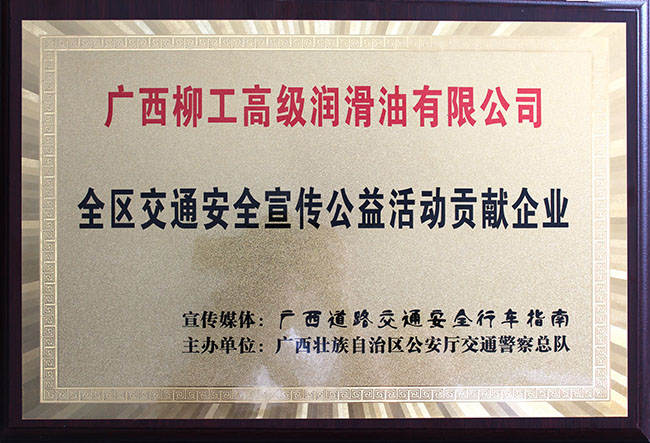 广西柳工高级润滑油有限公司
全区交通安全宣传公益活动贡献企业
宣传媒体：广西道路交通安全行车指南
主办单位：广西壮族自治区公安厅交通警察总队